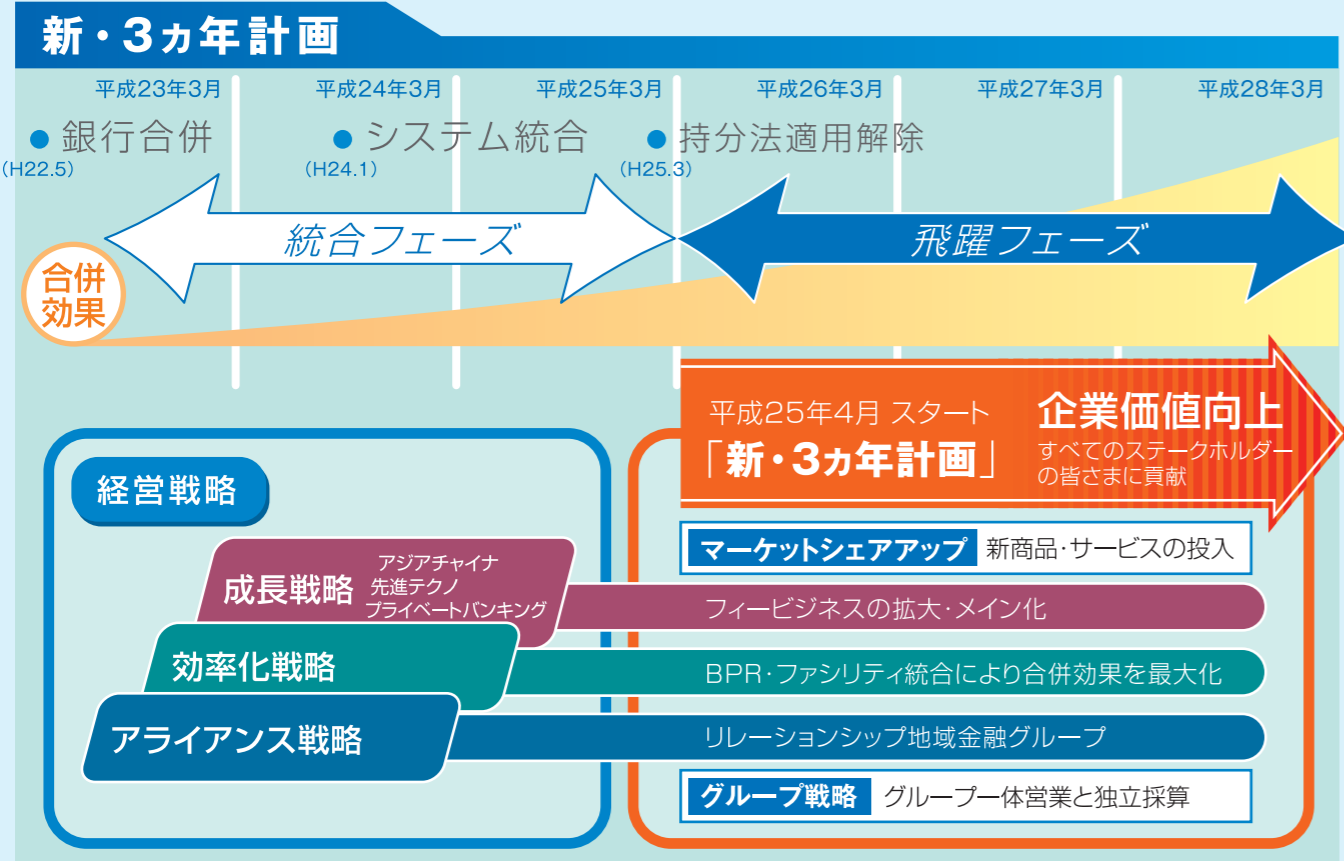 新・3ヵ年計画
平成23年3月
平成24年3月
平成25年3月
平成26年3月
平成27年3月
平成28年3月
● 銀行合併
(H22.5)
● システム統合
(H24.1)
● 持分法適用解除
(H25.3)
統合フェーズ
飛躍フェーズ
合併
効果
平成25年4月 スタート
「新・3ヵ年計画」
企業価値向上
すべてのステークホルダー
の皆さまに貢献
経営戦略
マーケットシェアアップ 新商品・サービスの投入
成長戦略
アジアチャイナ
先進テクノ
プライベートバンキング
フィービジネスの拡大・メイン化
効率化戦略
BPR・ファシリティ統合により合併効果を最大化
アライアンス戦略
リレーションシップ地域金融グループ
グループ戦略 グループ一体営業と独立採算